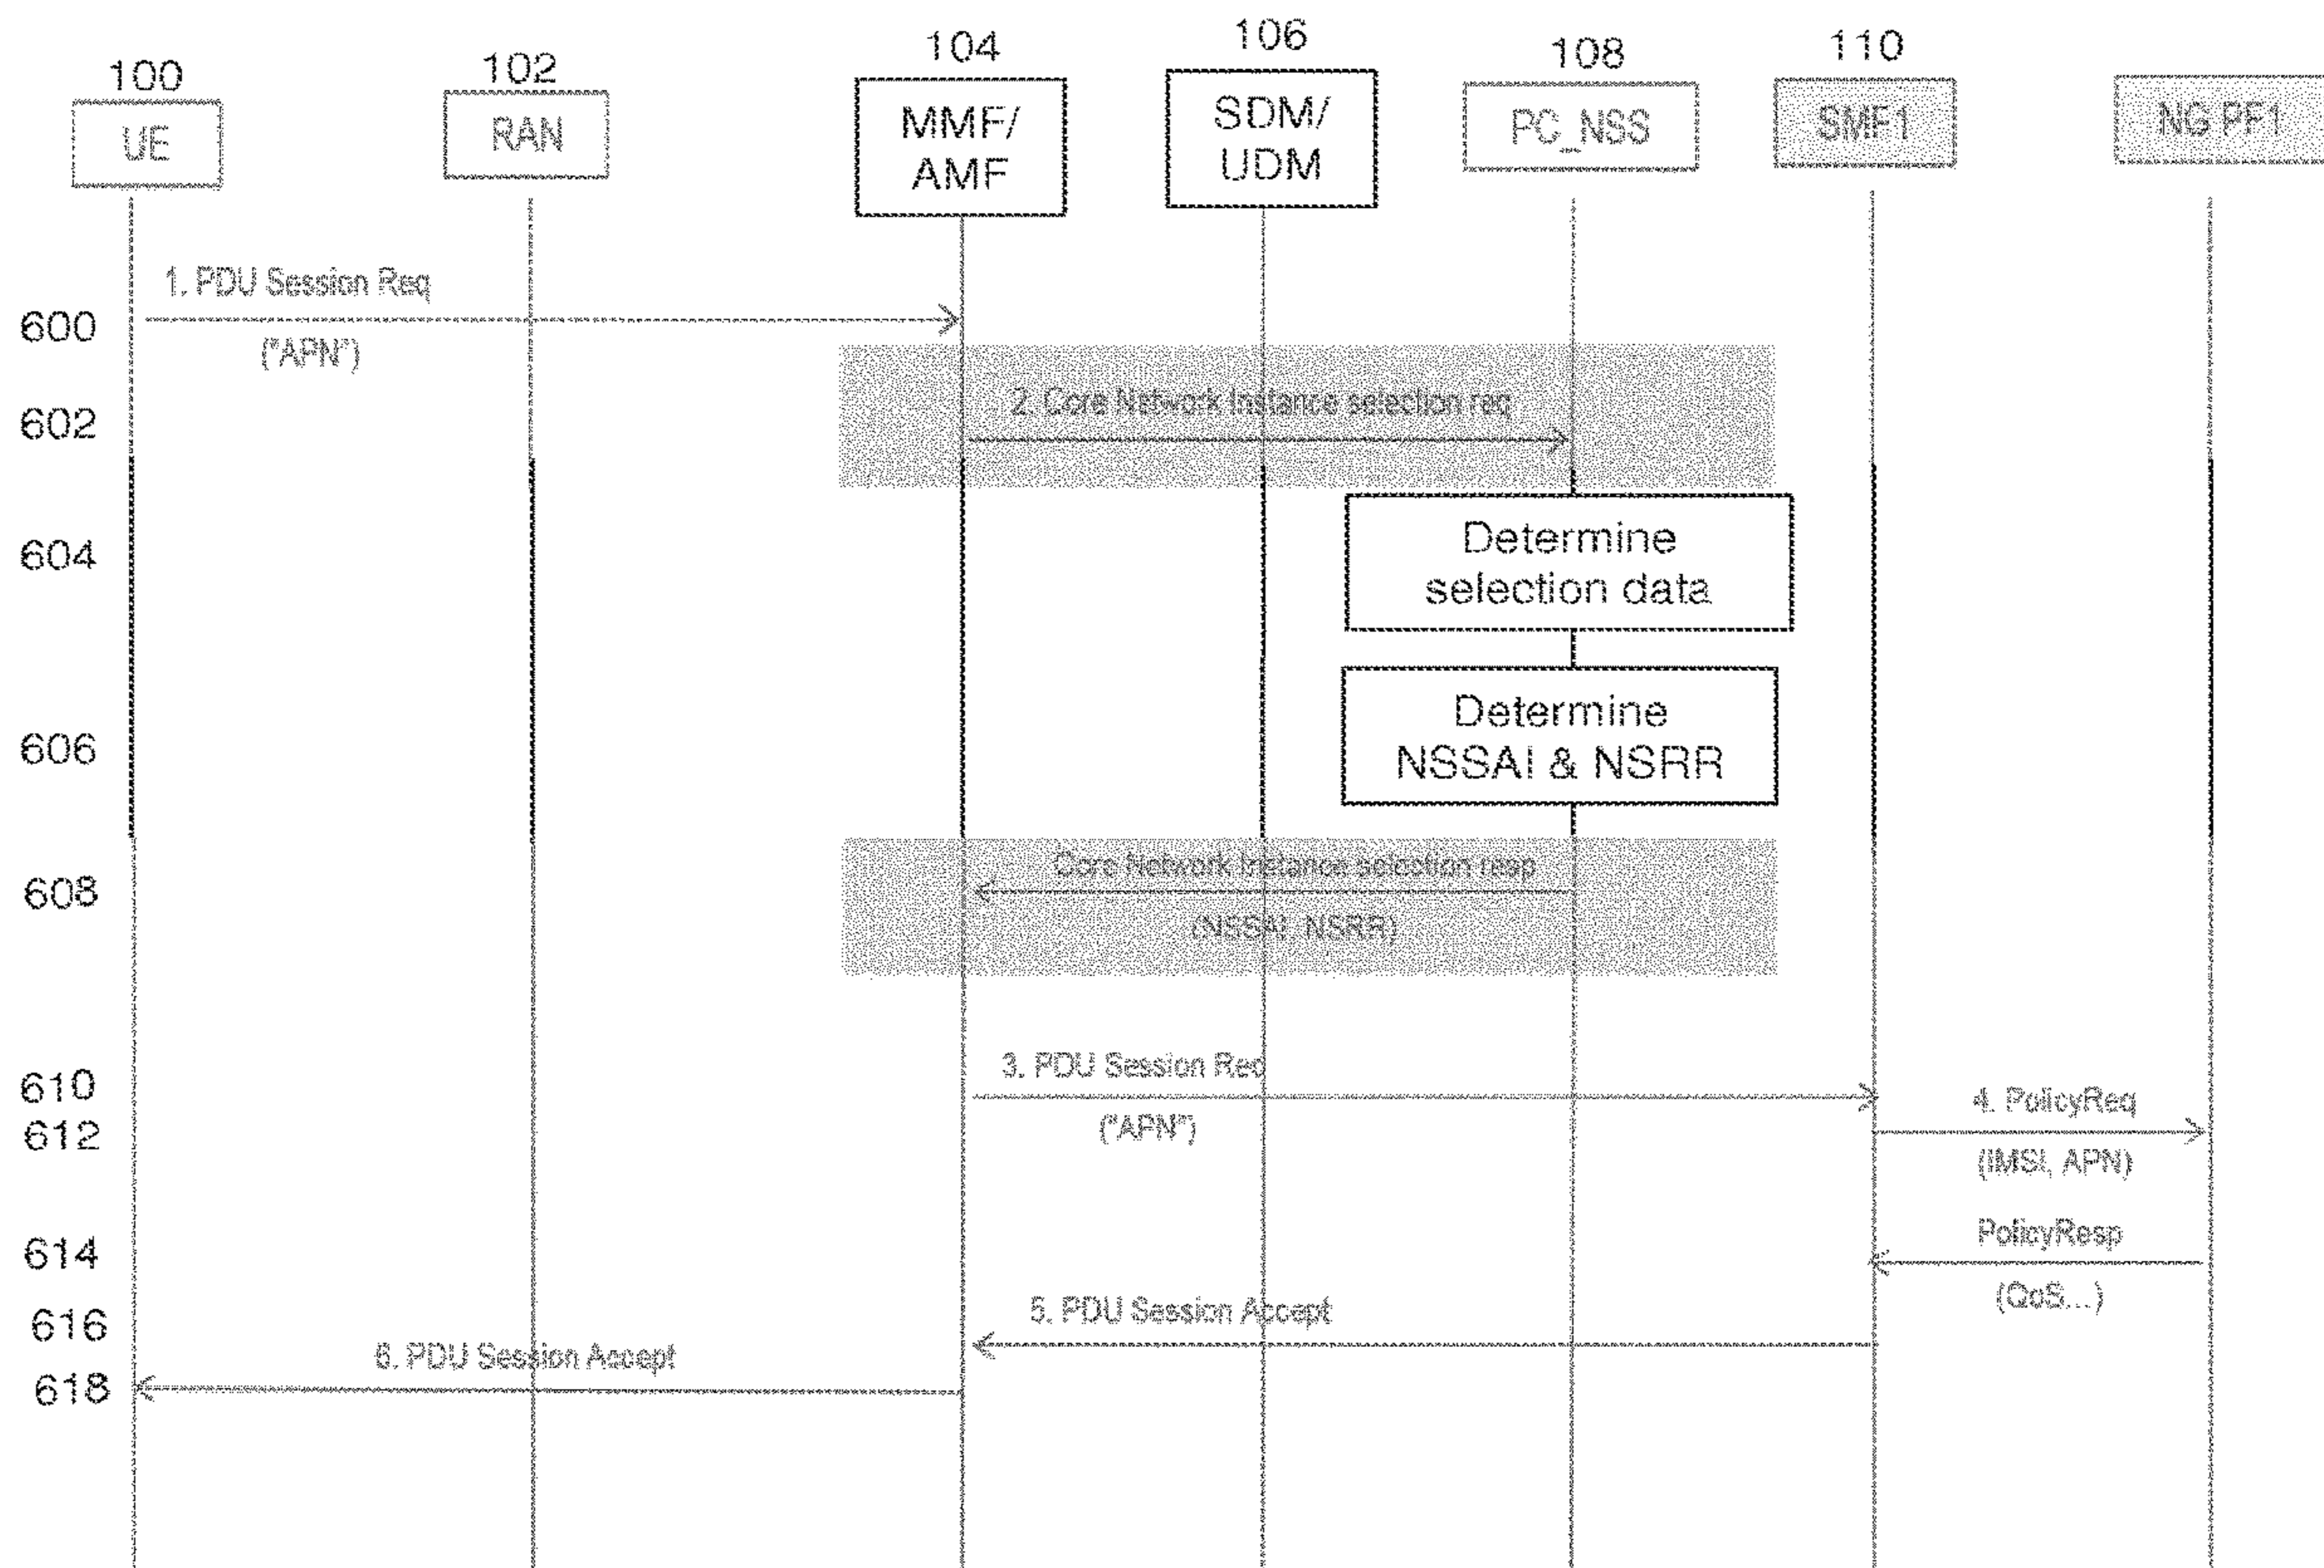 100
102
104
106
108
110
UE
RAN
MMF/
AMF
SDM/
UDM
PC_NSS
SMF1
NG PF1
1. PDU Session Req
600
("APN")
2. Core Network Instance selection req
602
604
Determine
selection data
606
Determine
NSSAI & NSRR
Core Network Instance selection resp
608
(NSSAI, NSRR)
3. PDU Session Req
610
("APN")
4. PolicyReq
612
(IMSI, APN)
PolicyResp
614
(QoS...)
5. PDU Session Accept
616
6. PDU Session Accept
618